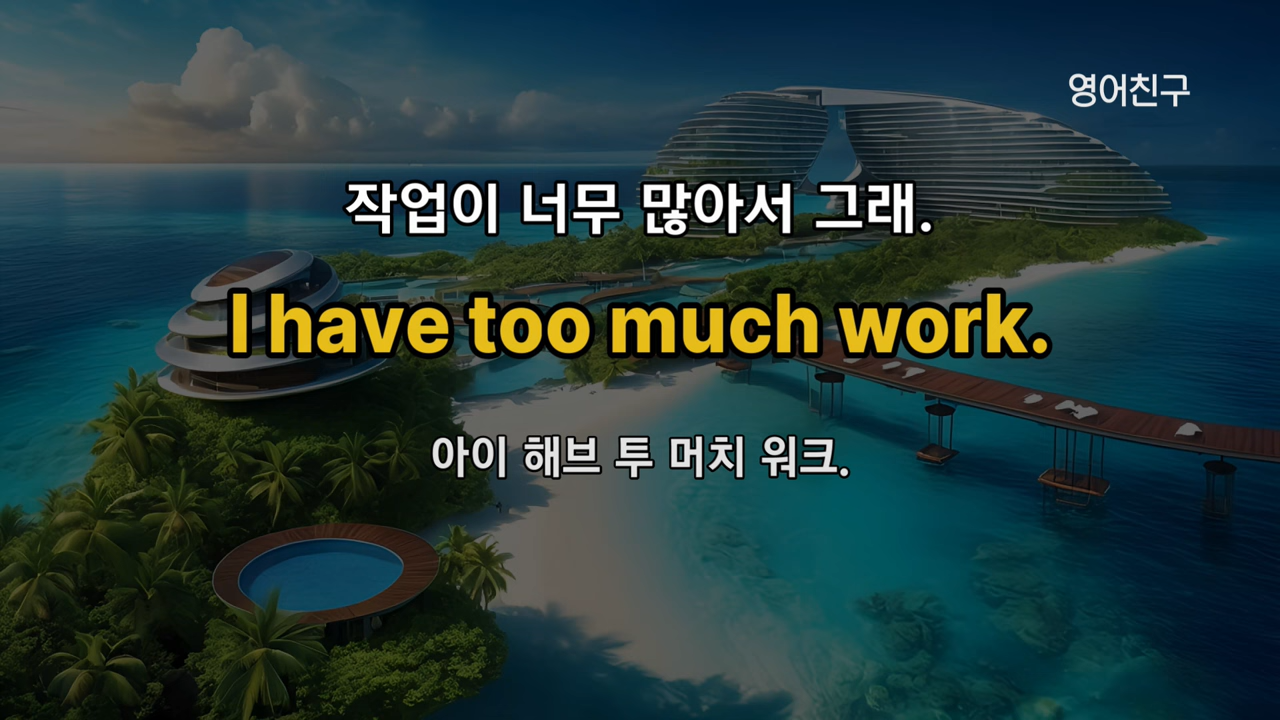 영어친구
작업이 너무 많아서 그래.
I have too much work.
아이 해브 투 머치 워크.